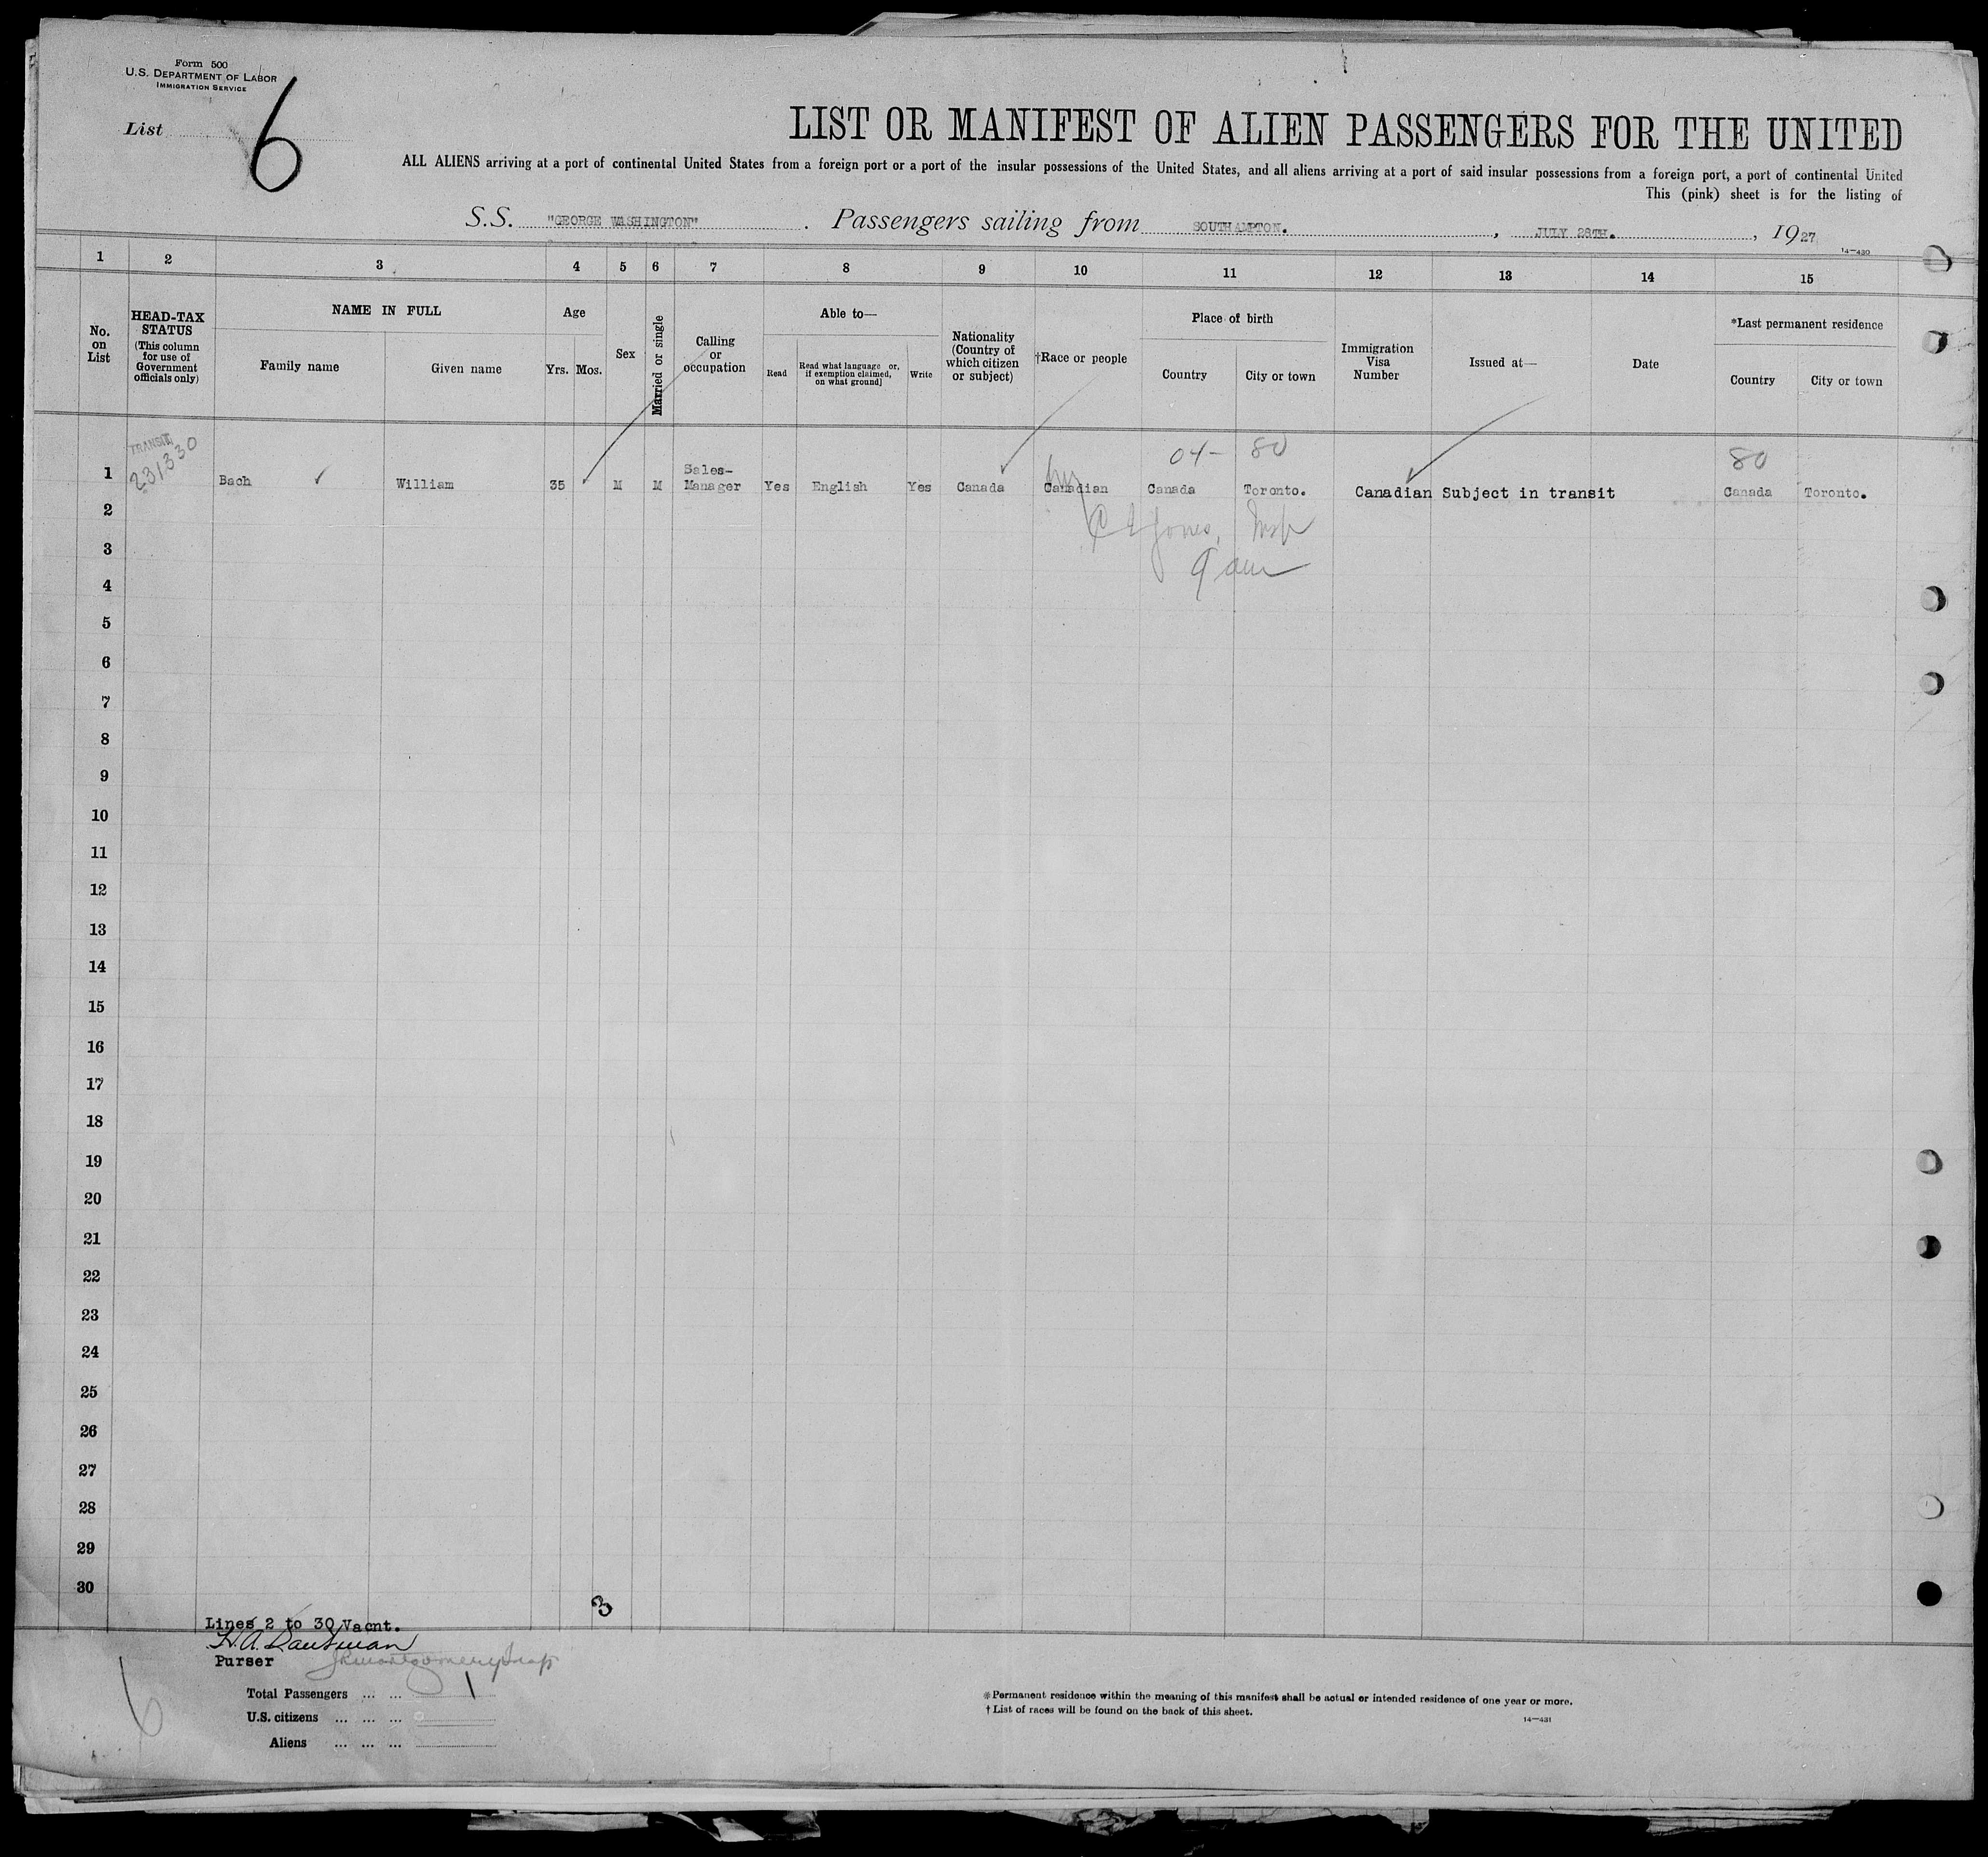 Form 500
U.S. DEPARTMENT OF LABOR
IMMIGRATION SERVICE
List 6
LIST OR MANIFEST OF ALIEN PASSENGERS FOR THE UNITED
ALL ALIENS arriving at a port of continental United States from a foreign port or a port of the insular possessions of the United States, and all aliens arriving at a port of said insular possessions from a foreign port, a port of continental United
This (pink) sheet is for the listing of
S.S. "GEORGE WASHINGTON" . Passengers sailing from SOUTHAMPTON. , JULY 28TH. , 1927
14—430
1 2 3 4 5 6 7 8 9 10 11 12 13 14 15
No. on List
HEAD-TAX STATUS
(This column for use of Government officials only)
NAME IN FULL
Family name
Given name
Age
Yrs. Mos.
Sex
Married or single
Calling or occupation
Able to—
Read
Read what language or, if exemption claimed, on what ground]
Write
Nationality (Country of which citizen or subject)
†Race or people
Place of birth
Country
City or town
Immigration Visa Number
Issued at—
Date
*Last permanent residence
Country
City or town
TRANSIT
231330
04- 80
80
1 Bach William 35 M M Sales-Manager Yes English Yes Canada Canadian Canada Toronto. Canadian Subject in transit Canada Toronto.
Jones, Insp
2
3
4
5
6
7
8
9
10
11
12
13
14
15
16
17
18
19
20
21
22
23
24
25
26
27
28
29
30
3
Lines 2 to 30 Vacnt.
Purser
6
Total Passengers ... ... 1
U.S. citizens ... ... ...
Aliens ... ... ...
*Permanent residence within the meaning of this manifest shall be actual or intended residence of one year or more.
†List of races will be found on the back of this sheet.
14—431